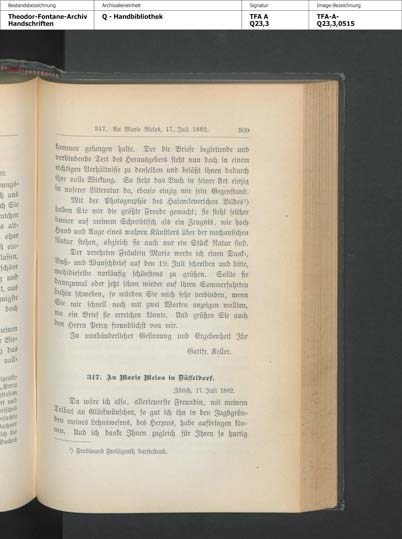 Bestandsbezeichnung
Theodor-Fontane-Archiv
Handschriften
Archivalieneinheit
Q - Handbibliothek
Signatur
TFA A
Q23,3
Image-Bezeichnung
TFA-A-
Q23,3,0515
317. An Marie Melos, 17. Juli 1882. 509
kommen gelungen halte. Der die Briefe begleitende und
verbindende Text des Herausgebers steht nun doch in einem
richtigen Verhältnisse zu denselben und beläßt ihnen dadurch
ihre volle Wirkung. So steht das Buch in seiner Art einzig
in unserer Litteratur da, ebenso einzig wie sein Gegenstand.
Mit der Photographie des Hasencleverschen Bildes¹)
haben Sie mir die größte Freude gemacht; sie steht seither
immer auf meinem Schreibtisch als ein Zeugnis, wie hoch
Hand und Auge eines wahren Künstlers über der mechanischen
Natur stehen, obgleich sie auch nur ein Stück Natur sind.
Der verehrten Fräulein Maria werde ich einen Dank-,
Buß- und Wunschbrief auf den 19. Juli schreiben und bitte,
wohldieselbe vorläufig schönstens zu grüßen. Sollte sie
dannzumal oder jetzt schon wieder auf ihren Sommerfahrten
dahin schweben, so würden Sie mich sehr verbinden, wenn
Sie mir schnell noch mit zwei Worten anzeigen wollten,
wo ein Brief sie erreichen könnte. Und grüßen Sie auch
den Herrn Percy freundlichst von mir.
In unabänderlicher Gesinnung und Ergebenheit Ihr
Gottfr. Keller.
317. An Marie Melos in Düsseldorf.
Zürich, 17. Juli 1882.
Da wäre ich also, allerteuerste Freundin, mit meinem
Tribut an Glückwünschen, so gut ich ihn in den Jagdgrün-
den meines Lehnswesens, des Herzens, habe aufbringen kön-
nen. Und ich danke Ihnen zugleich für Ihren so hurtig
¹) Ferdinand Freiligrath darstellend.